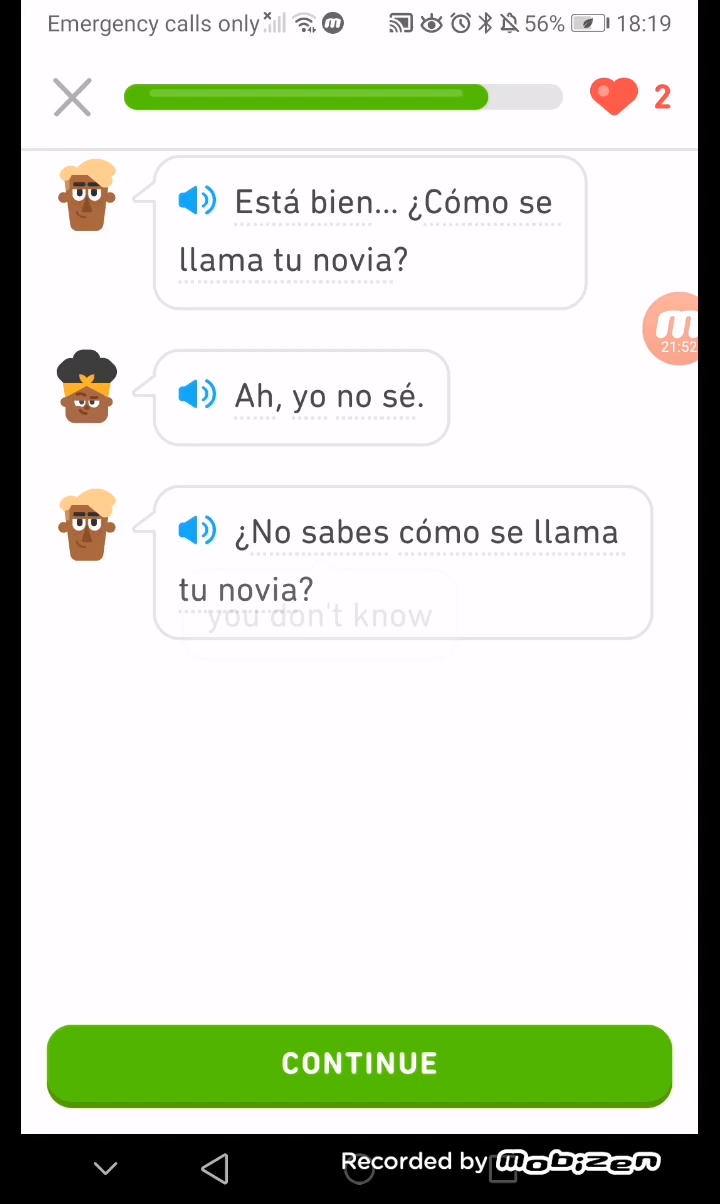 Emergency calls only 56% 18:19
2
Está bien... ¿Cómo se
llama tu novia?
21:52
Ah, yo no sé.
¿No sabes cómo se llama
tu novia?
you don't know
CONTINUE
Recorded by mobizen